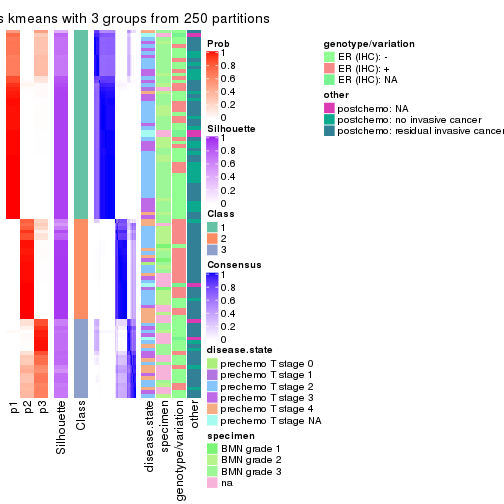 s kmeans with 3 groups from 250 partitions
Prob
1
0.8
0.6
0.4
0.2
0
Silhouette
1
0.8
0.6
0.4
0.2
0
Class
1
2
3
Consensus
1
0.8
0.6
0.4
0.2
0
disease.state
prechemo T stage 0
prechemo T stage 1
prechemo T stage 2
prechemo T stage 3
prechemo T stage 4
prechemo T stage NA
specimen
BMN grade 1
BMN grade 2
BMN grade 3
na
genotype/variation
ER (IHC): -
ER (IHC): +
ER (IHC): NA
other
postchemo: NA
postchemo: no invasive cancer
postchemo: residual invasive cancer
p1
p2
p3
Silhouette
Class
disease.state
specimen
genotype/variation
other